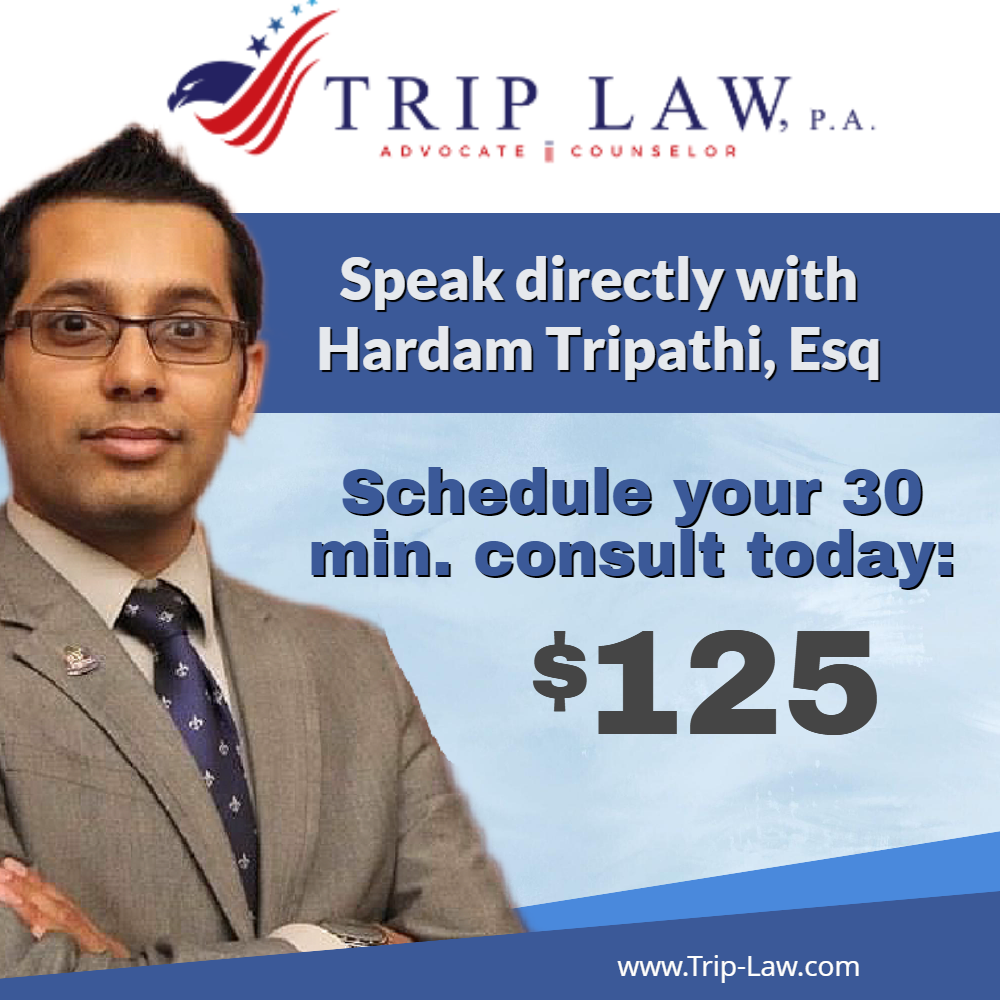 TRIP LAW, P.A.
ADVOCATE i COUNSELOR
Speak directly with
Hardam Tripathi, Esq
Schedule your 30
min. consult today:
$125
www.Trip-Law.com